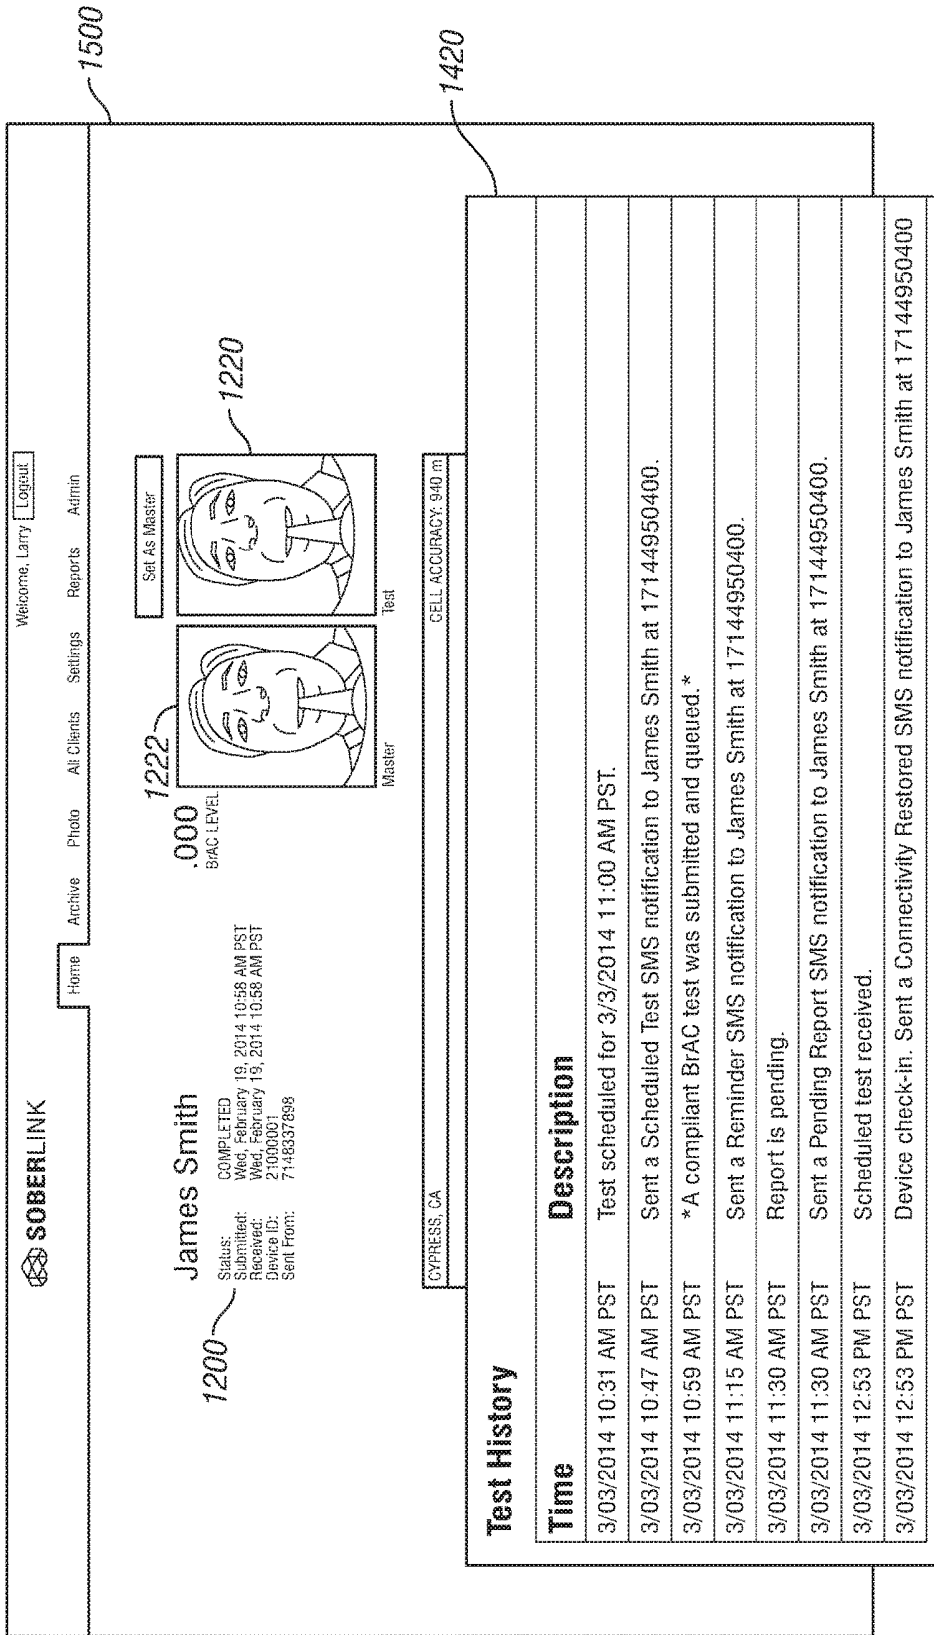 SOBERLINK
Welcome, Larry Logout
Home Archive Photo All Clients Settings Reports Admin
1500
James Smith
Status: COMPLETED
Submitted: Wed, February 19, 2014 10:58 AM PST
Received: Wed, February 19, 2014 10:58 AM PST
Device ID: 21000001
Sent From: 7148337898
1200
.000
BrAC LEVEL
1222
Set As Master
1220
Master
Test
CYPRESS, CA CELL ACCURACY: 940 m
1420
Test History
Time Description
3/03/2014 10:31 AM PST Test scheduled for 3/3/2014 11:00 AM PST.
3/03/2014 10:47 AM PST Sent a Scheduled Test SMS notification to James Smith at 17144950400.
3/03/2014 10:59 AM PST *A compliant BrAC test was submitted and queued.*
3/03/2014 11:15 AM PST Sent a Reminder SMS notification to James Smith at 17144950400.
3/03/2014 11:30 AM PST Report is pending.
3/03/2014 11:30 AM PST Sent a Pending Report SMS notification to James Smith at 17144950400.
3/03/2014 12:53 PM PST Scheduled test received.
3/03/2014 12:53 PM PST Device check-in. Sent a Connectivity Restored SMS notification to James Smith at 17144950400